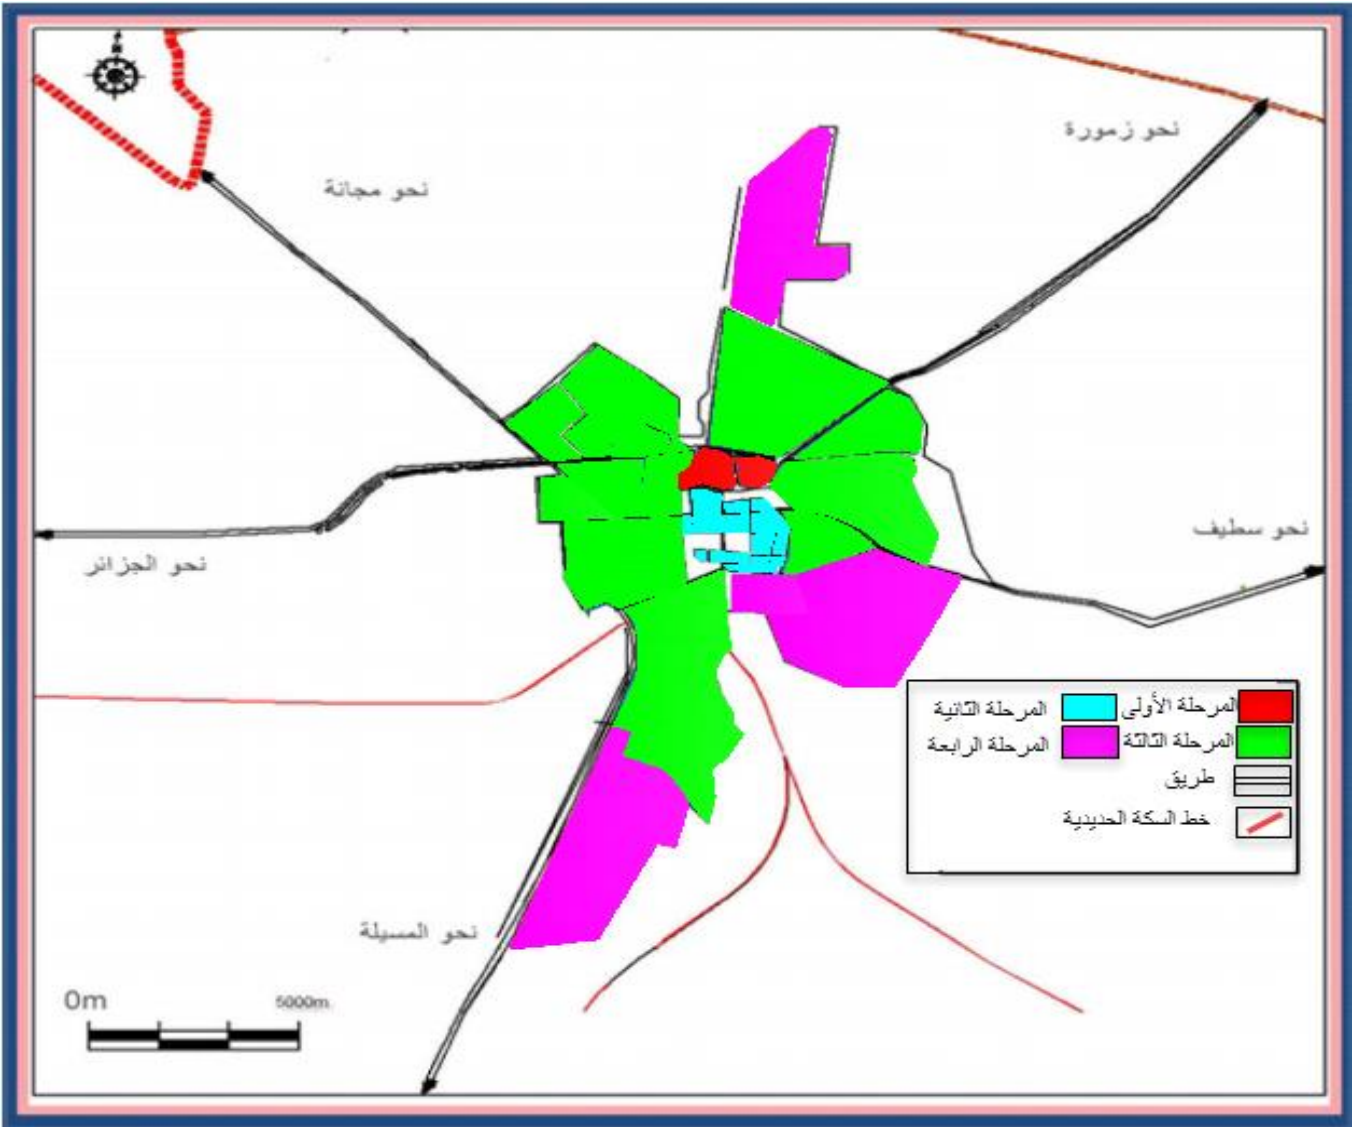 N
نحو زمورة
نحو مجانة
نحو سطيف
نحو الجزائر
المرحلة الأولى المرحلة الثانية
المرحلة الثالثة المرحلة الرابعة
طريق
خط السكة الحديدية
نحو المسيلة
0m 5000m